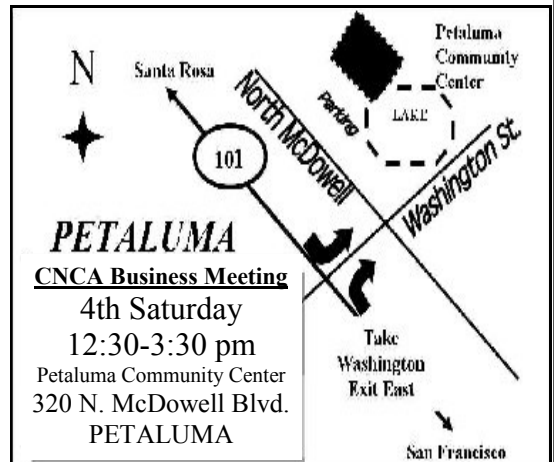 Petaluma
Community
Center
N
Santa Rosa
North McDowell
Parking
LAKE
Washington St.
101
PETALUMA
CNCA Business Meeting
4th Saturday
12:30-3:30 pm
Petaluma Community Center
320 N. McDowell Blvd.
PETALUMA
Take
Washington
Exit East
San Francisco